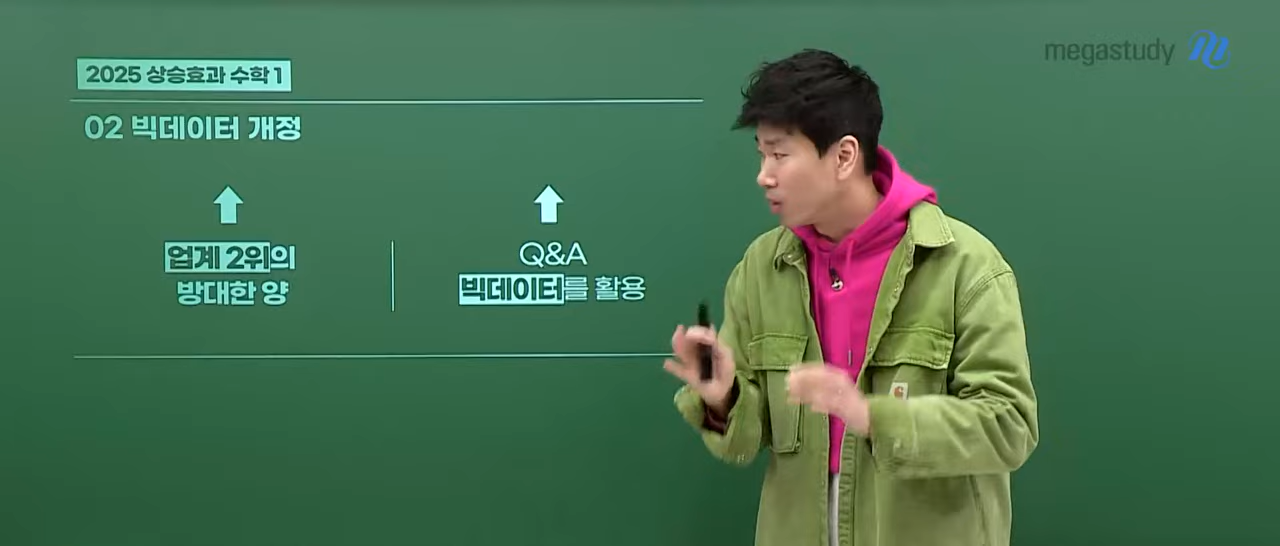 megastudy
2025 상승효과 수학 1
02 빅데이터 개정
업계 2위의
방대한 양
Q&A
빅데이터를 활용